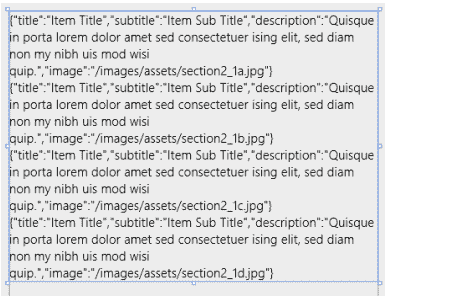 {"title":"Item Title","subtitle":"Item Sub Title","description":"Quisque
in porta lorem dolor amet sed consectetuer ising elit, sed diam
non my nibh uis mod wisi
quip.","image":"/images/assets/section2_1a.jpg"}
{"title":"Item Title","subtitle":"Item Sub Title","description":"Quisque
in porta lorem dolor amet sed consectetuer ising elit, sed diam
non my nibh uis mod wisi
quip.","image":"/images/assets/section2_1b.jpg"}
{"title":"Item Title","subtitle":"Item Sub Title","description":"Quisque
in porta lorem dolor amet sed consectetuer ising elit, sed diam
non my nibh uis mod wisi
quip.","image":"/images/assets/section2_1c.jpg"}
{"title":"Item Title","subtitle":"Item Sub Title","description":"Quisque
in porta lorem dolor amet sed consectetuer ising elit, sed diam
non my nibh uis mod wisi
quip.","image":"/images/assets/section2_1d.jpg"}